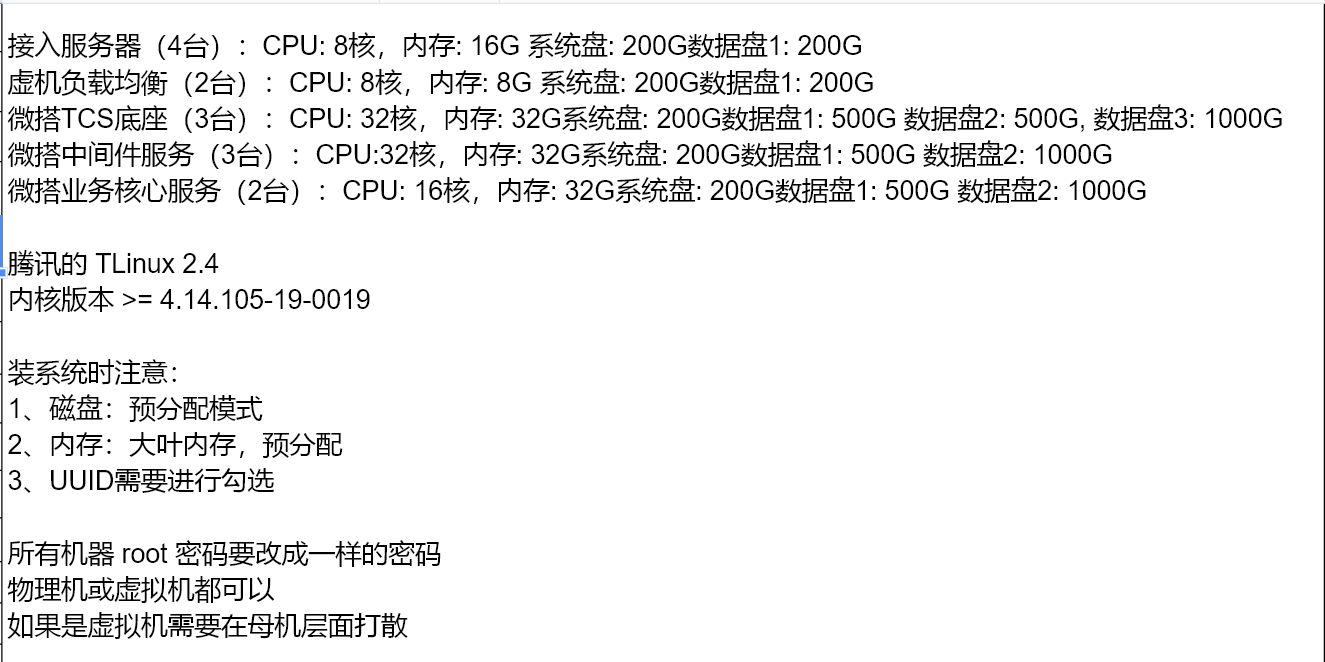 接入服务器（4台）：CPU: 8核，内存: 16G 系统盘: 200G数据盘1: 200G
虚机负载均衡（2台）：CPU: 8核，内存: 8G 系统盘: 200G数据盘1: 200G
微搭TCS底座（3台）：CPU: 32核，内存: 32G系统盘: 200G数据盘1: 500G 数据盘2: 500G, 数据盘3: 1000G
微搭中间件服务（3台）：CPU:32核，内存: 32G系统盘: 200G数据盘1: 500G 数据盘2: 1000G
微搭业务核心服务（2台）：CPU: 16核，内存: 32G系统盘: 200G数据盘1: 500G 数据盘2: 1000G
腾讯的 TLinux 2.4
内核版本 >= 4.14.105-19-0019
装系统时注意：
1、磁盘：预分配模式
2、内存：大叶内存，预分配
3、UUID需要进行勾选
所有机器 root 密码要改成一样的密码
物理机或虚拟机都可以
如果是虚拟机需要在母机层面打散